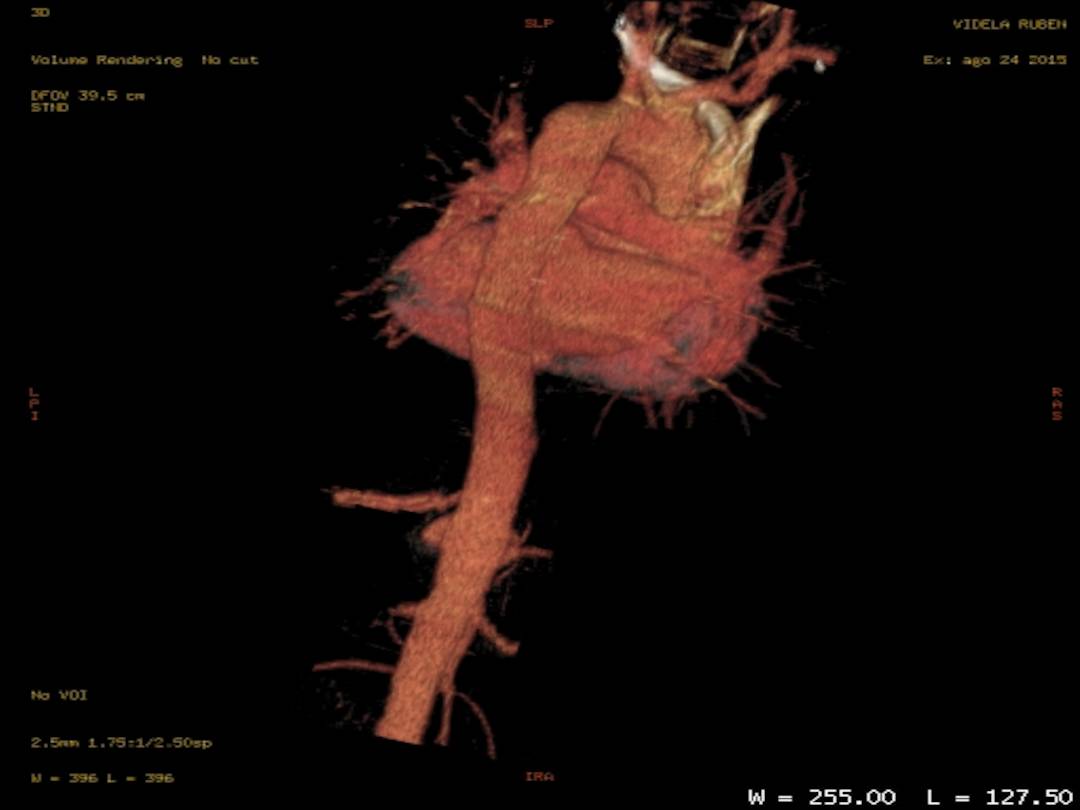 3D
SLP
VIDELA RUBEN
Volume Rendering No cut
Ex: ago 24 2015
DFOV 39.5 cm
STND
L
P
I
R
A
S
No VOI
2.5mm 1.75:1/2.50sp
W = 396 L = 396
IRA
W = 255.00 L = 127.50